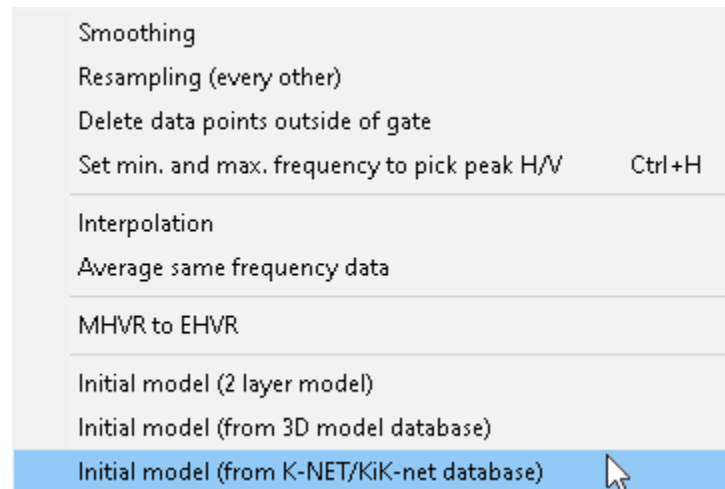 Smoothing
Resampling (every other)
Delete data points outside of gate
Set min. and max. frequency to pick peak H/V Ctrl+H
Interpolation
Average same frequency data
MHVR to EHVR
Initial model (2 layer model)
Initial model (from 3D model database)
Initial model (from K-NET/KiK-net database)